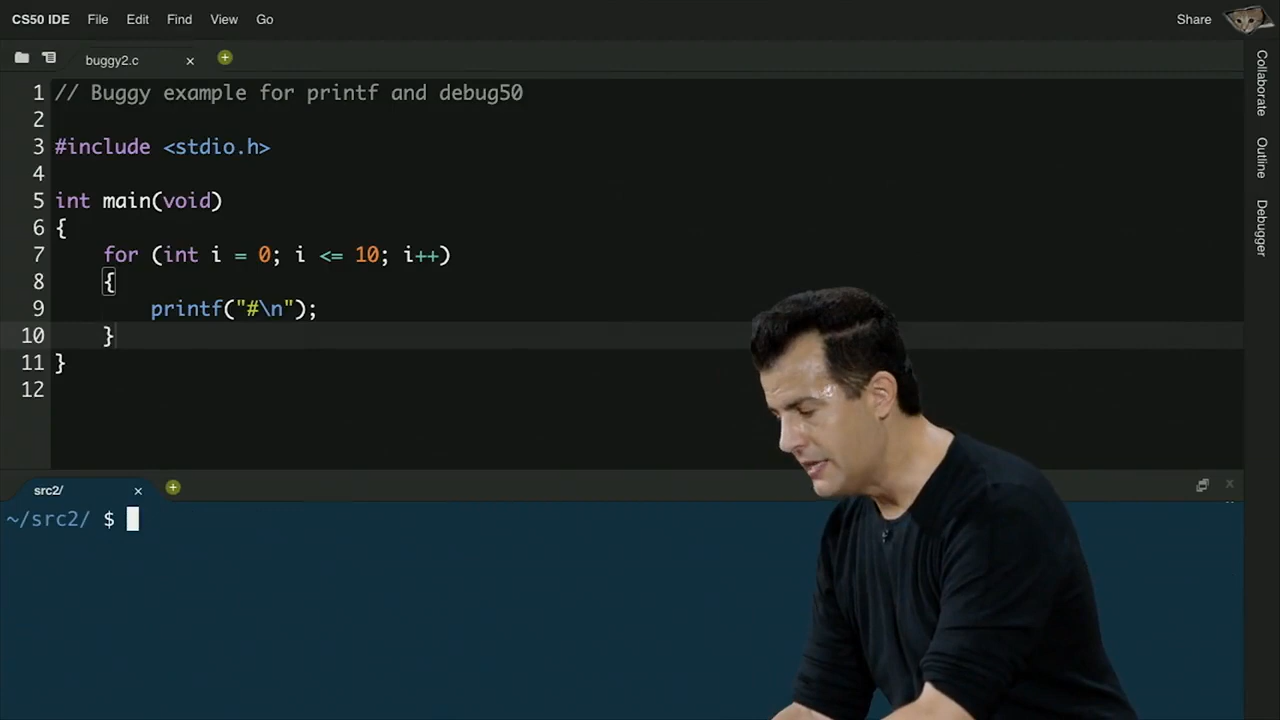 CS50 IDE File Edit Find View Go Share
buggy2.c x
1 // Buggy example for printf and debug50
2
3 #include <stdio.h>
4
5 int main(void)
6 {
7     for (int i = 0; i <= 10; i++)
8     {
9         printf("#\n");
10     }
11 }
12
Collaborate
Outline
Debugger
src2/ x
~/src2/ $